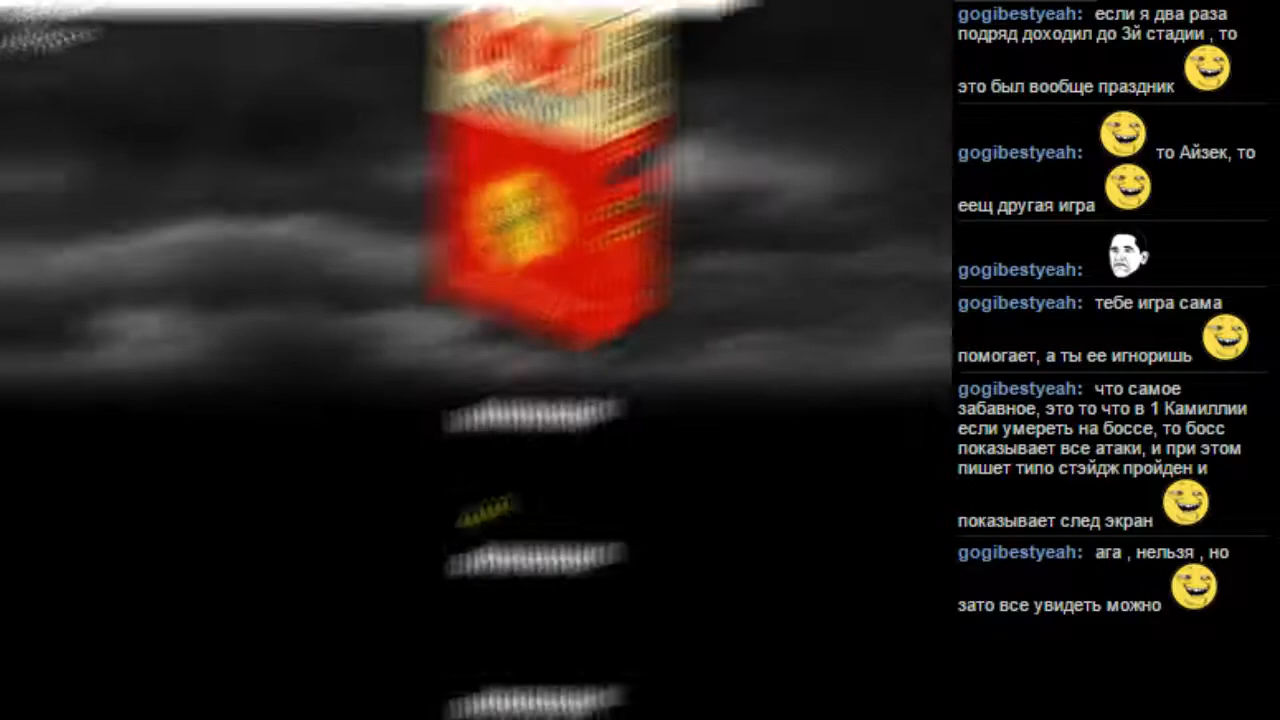 gogibestyeah: если я два раза
подряд доходил до 3й стадии , то
это был вообще праздник
gogibestyeah: то Айзек, то
еещ другая игра
gogibestyeah:
gogibestyeah: тебе игра сама
помогает, а ты ее игноришь
gogibestyeah: что самое
забавное, это то что в 1 Камиллии
если умереть на боссе, то босс
показывает все атаки, и при этом
пишет типо стэйдж пройден и
показывает след экран
gogibestyeah: ага , нельзя , но
зато все увидеть можно